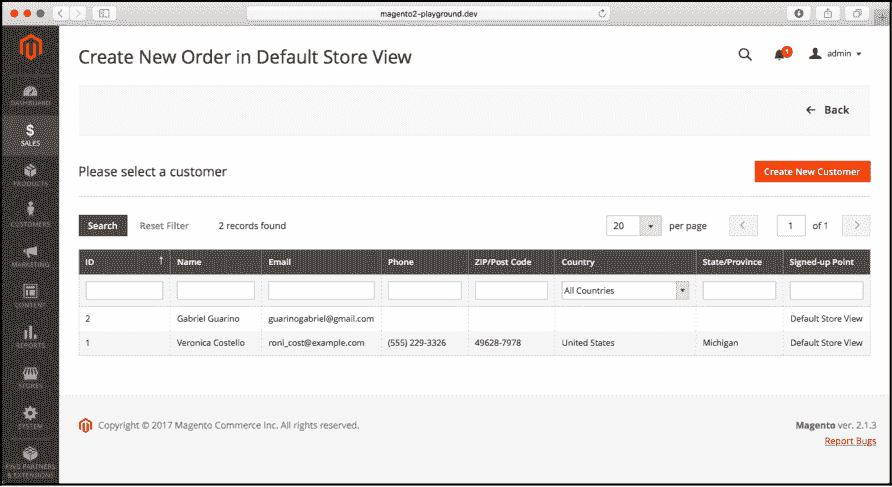 magento2-playground.dev
Create New Order in Default Store View
1
admin
DASHBOARD
Back
$
SALES
Please select a customer
Create New Customer
PRODUCTS
Search Reset Filter 2 records found 20 per page 1 of 1
CUSTOMERS
ID Name Email Phone ZIP/Post Code Country State/Province Signed-up Point
MARKETING
All Countries
CONTENT
2 Gabriel Guarino guarinogabriel@gmail.com Default Store View
1 Veronica Costello roni_cost@example.com (555) 229-3326 49628-7978 United States Michigan Default Store View
REPORTS
STORES
SYSTEM
Copyright © 2017 Magento Commerce Inc. All rights reserved. Magento ver. 2.1.3
Report Bugs
FIND PARTNERS
& EXTENSIONS